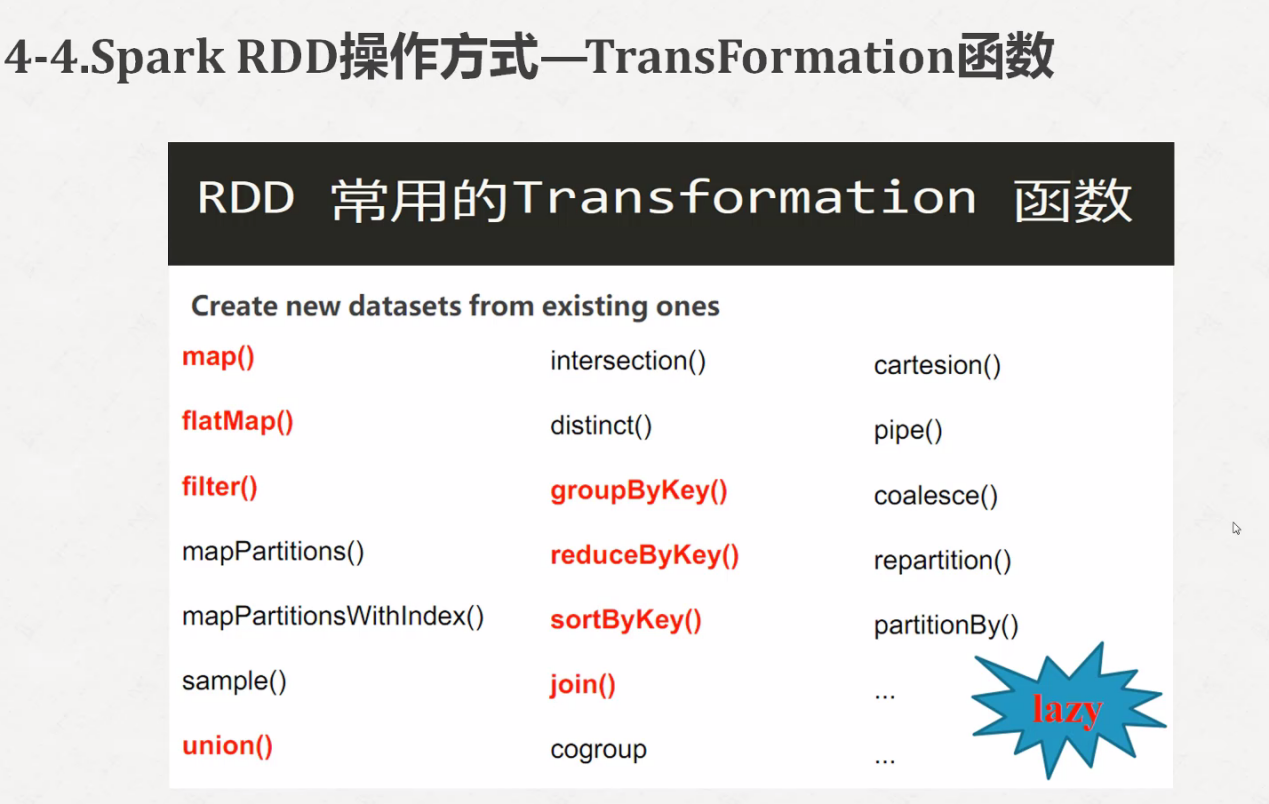 4-4.Spark RDD操作方式—TransFormation函数
RDD 常用的Transformation 函数
Create new datasets from existing ones
map()
flatMap()
filter()
mapPartitions()
mapPartitionsWithIndex()
sample()
union()
intersection()
distinct()
groupByKey()
reduceByKey()
sortByKey()
join()
cogroup
cartesion()
pipe()
coalesce()
repartition()
partitionBy()
...
...
lazy